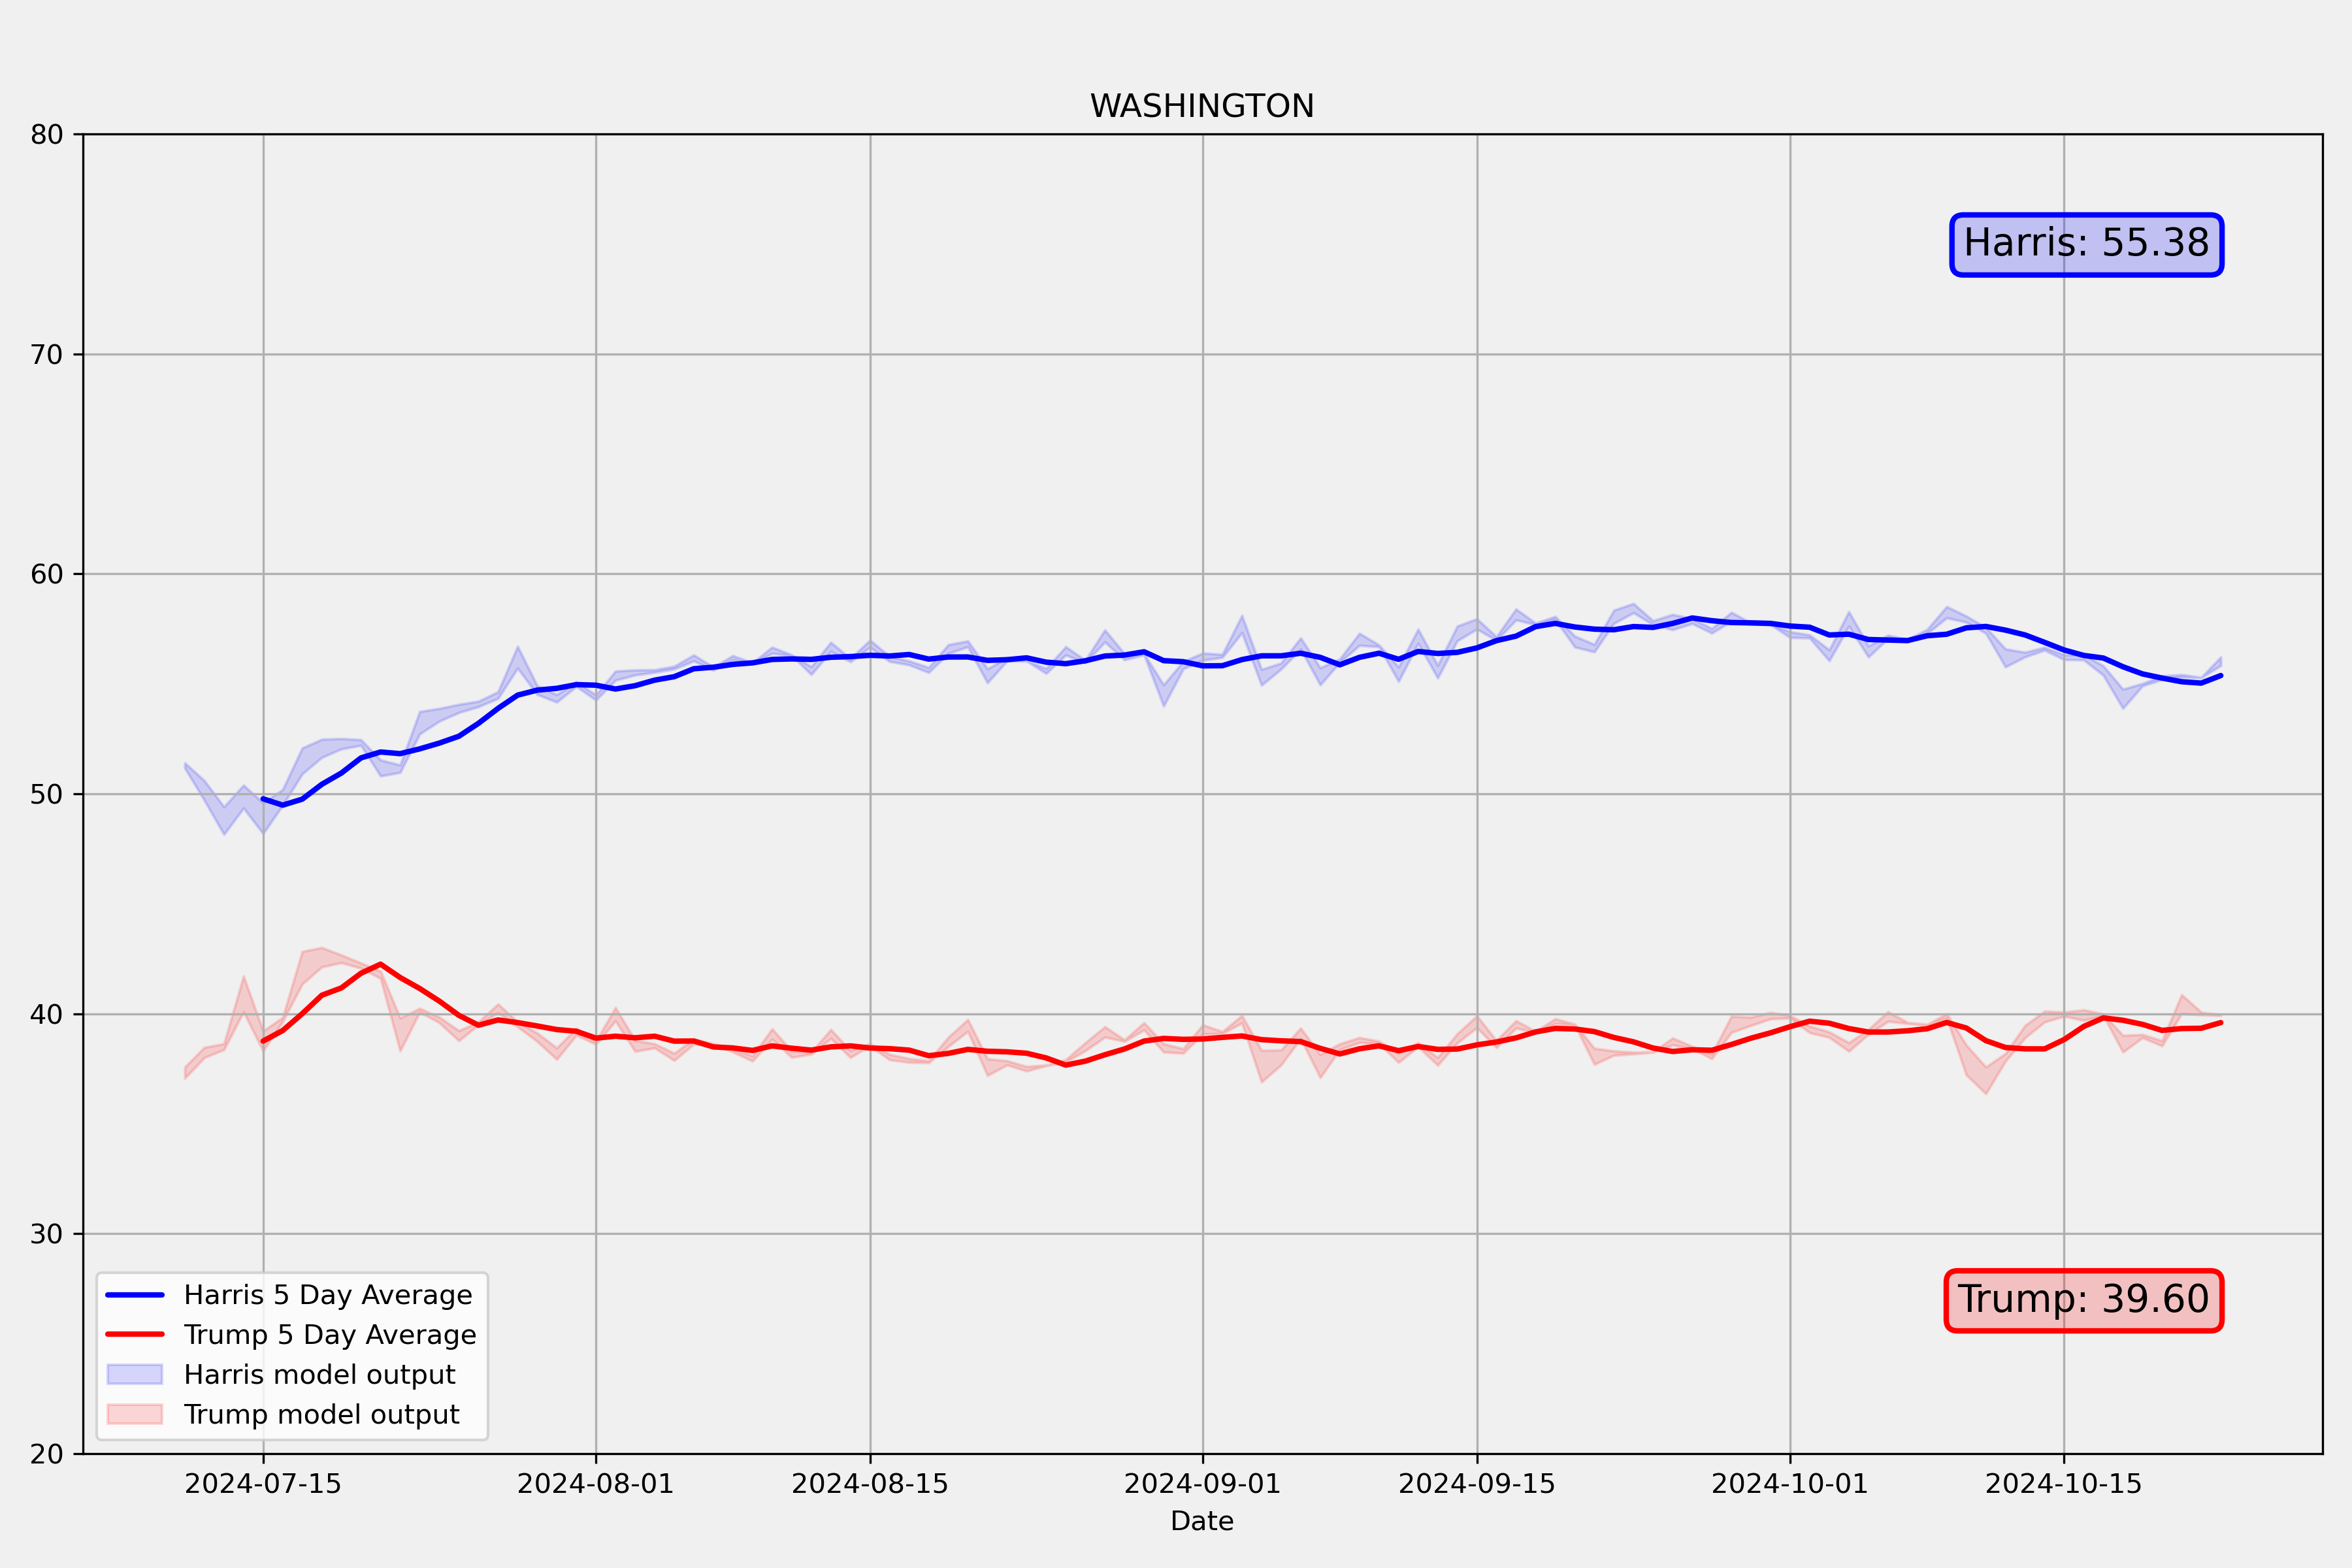 WASHINGTON
80
70
60
50
40
30
20
Harris: 55.38
Trump: 39.60
Harris 5 Day Average
Trump 5 Day Average
Harris model output
Trump model output
2024-07-15
2024-08-01
2024-08-15
2024-09-01
2024-09-15
2024-10-01
2024-10-15
Date